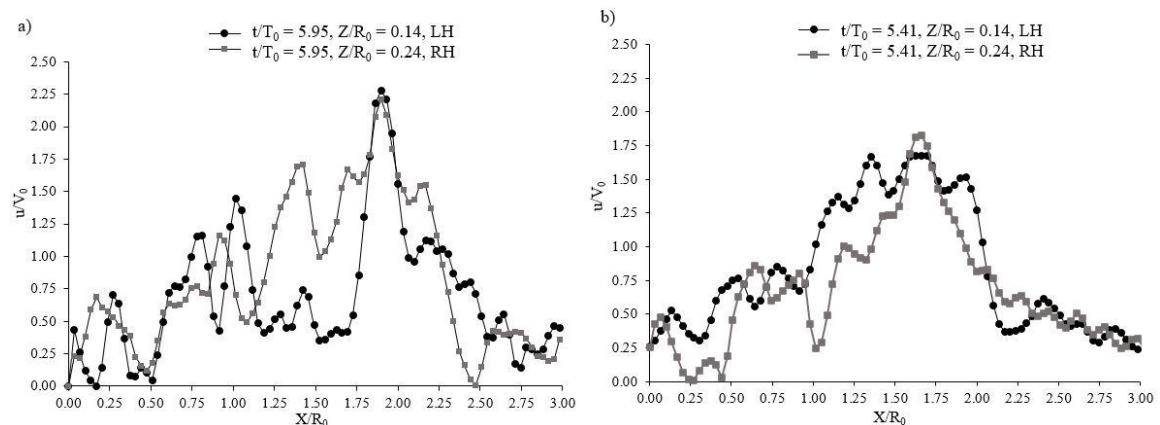 a)
t/T₀ = 5.95, Z/R₀ = 0.14, LH
t/T₀ = 5.95, Z/R₀ = 0.24, RH
2.50
2.25
2.00
1.75
1.50
1.25
1.00
0.75
0.50
0.25
0.00
u/V₀
0.00 0.25 0.50 0.75 1.00 1.25 1.50 1.75 2.00 2.25 2.50 2.75 3.00
X/R₀
b)
t/T₀ = 5.41, Z/R₀ = 0.14, LH
t/T₀ = 5.41, Z/R₀ = 0.24, RH
2.50
2.25
2.00
1.75
1.50
1.25
1.00
0.75
0.50
0.25
0.00
u/V₀
0.00 0.25 0.50 0.75 1.00 1.25 1.50 1.75 2.00 2.25 2.50 2.75 3.00
X/R₀